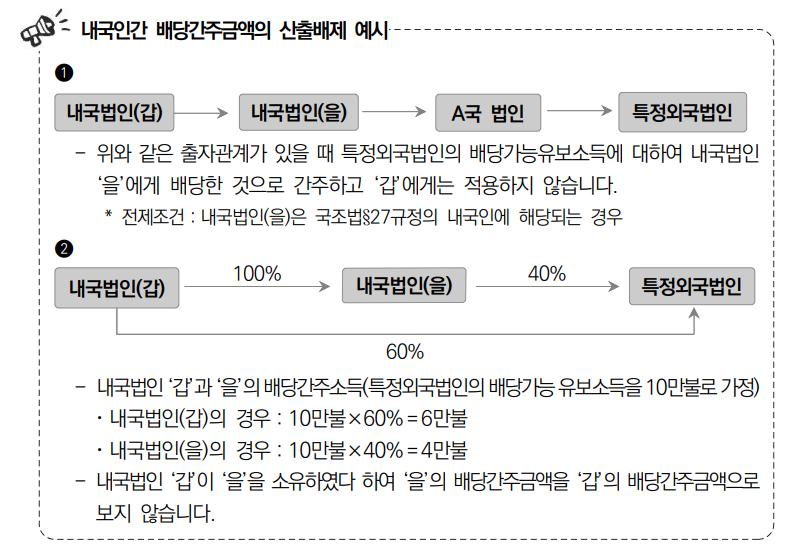 내국인간 배당간주금액의 산출배제 예시
❶
내국법인(갑) 내국법인(을) A국 법인 특정외국법인
- 위와 같은 출자관계가 있을 때 특정외국법인의 배당가능유보소득에 대하여 내국법인
‘을’에게 배당한 것으로 간주하고 ‘갑’에게는 적용하지 않습니다.
* 전제조건 : 내국법인(을)은 국조법§27규정의 내국인에 해당되는 경우
❷
100% 40%
내국법인(갑) 내국법인(을) 특정외국법인
60%
- 내국법인 ‘갑’과 ‘을’의 배당간주소득(특정외국법인의 배당가능 유보소득을 10만불로 가정)
· 내국법인(갑)의 경우 : 10만불×60%=6만불
· 내국법인(을)의 경우 : 10만불×40%=4만불
- 내국법인 ‘갑’이 ‘을’을 소유하였다 하여 ‘을’의 배당간주금액을 ‘갑’의 배당간주금액으로
보지 않습니다.